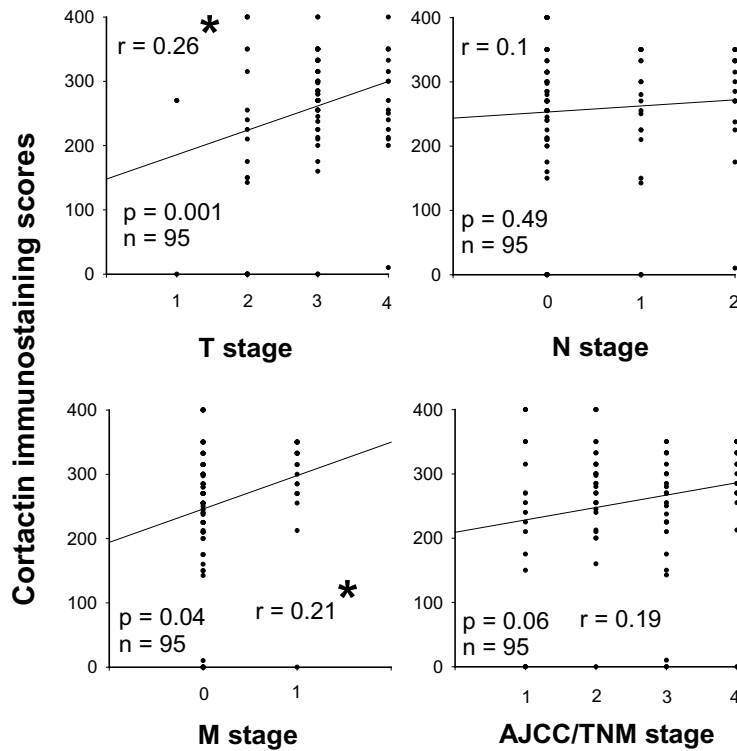 Cortactin immunostaining scores
400
300
200
100
0
r = 0.26 *
p = 0.001
n = 95
1 2 3 4
T stage
400
300
200
100
0
r = 0.1
p = 0.49
n = 95
0 1 2
N stage
400
300
200
100
0
p = 0.04 r = 0.21 *
n = 95
0 1
M stage
400
300
200
100
0
p = 0.06 r = 0.19
n = 95
1 2 3 4
AJCC/TNM stage